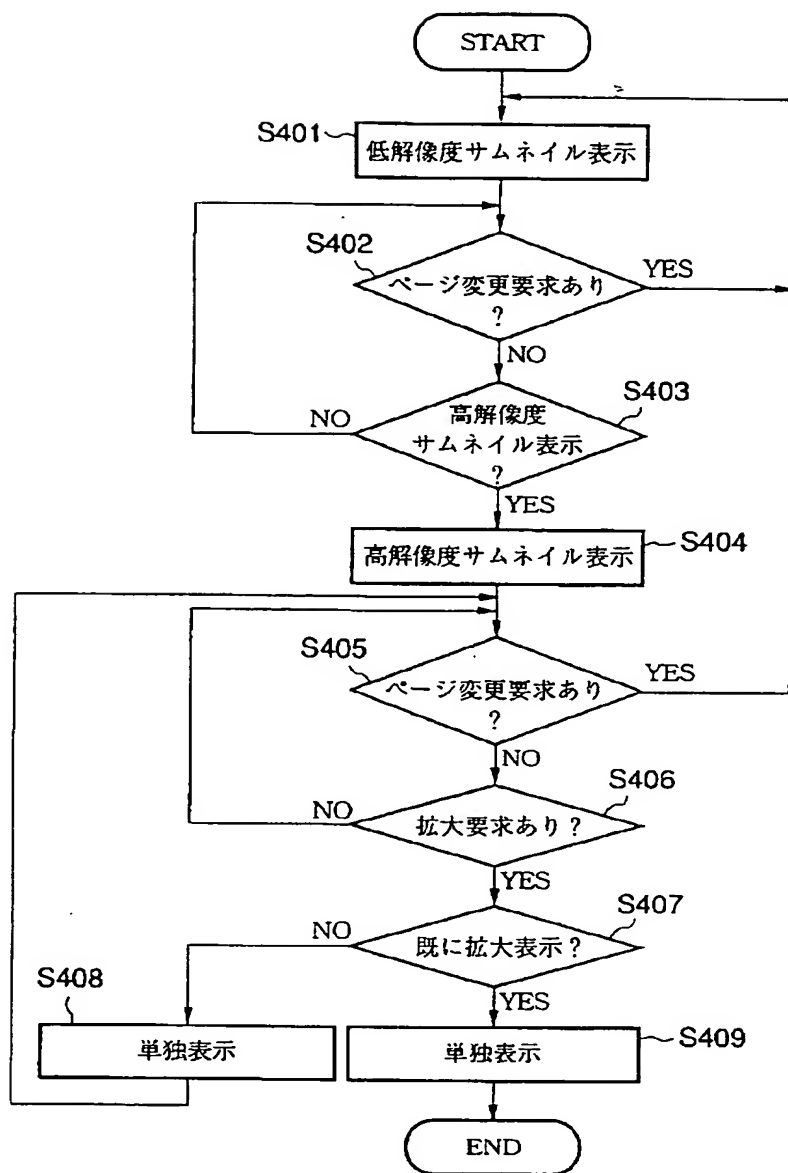 START
S401
低解像度サムネイル表示
S402
ページ変更要求あり
?
YES
NO
S403
高解像度
サムネイル表示
?
NO
YES
高解像度サムネイル表示
S404
S405
ページ変更要求あり
?
YES
NO
S406
拡大要求あり?
NO
YES
S407
既に拡大表示?
NO
YES
S408
単独表示
単独表示
S409
END